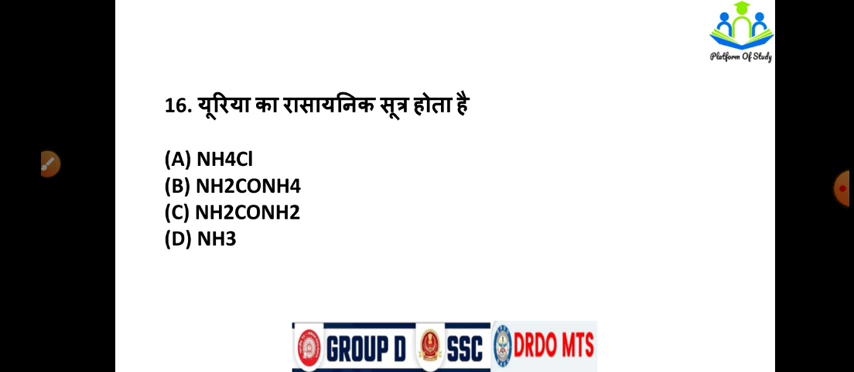 Platform Of Study
16. यूरिया का रासायनिक सूत्र होता है
(A) NH4Cl
(B) NH2CONH4
(C) NH2CONH2
(D) NH3
GROUP D SSC DRDO MTS